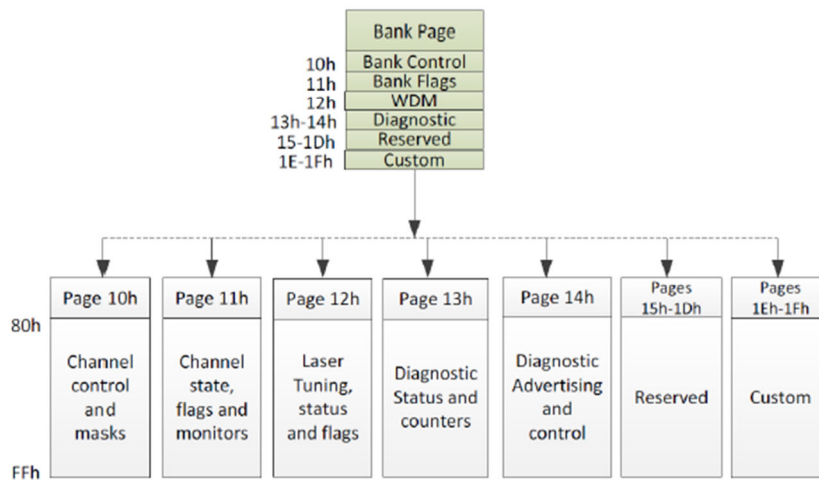 Bank Page
10h Bank Control
11h Bank Flags
12h WDM
13h-14h Diagnostic
15-1Dh Reserved
1E-1Fh Custom
Page 10h
Page 11h
Page 12h
Page 13h
Page 14h
Pages
15h-1Dh
Pages
1Eh-1Fh
80h
Channel
control
and
masks
Channel
state,
flags and
monitors
Laser
Tuning,
status
and flags
Diagnostic
Status and
counters
Diagnostic
Advertising
and
control
Reserved
Custom
FFh